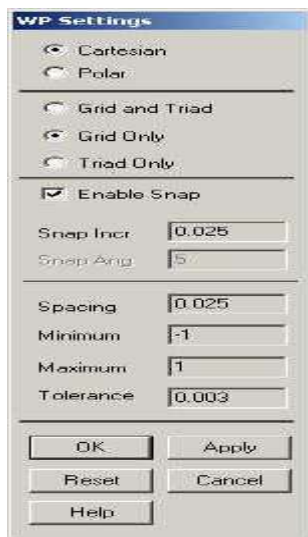 WP Settings
Cartesian
Polar
Grid and Triad
Grid Only
Triad Only
Enable Snap
Snap Incr 0.025
Snap Ang 5
Spacing 0.025
Minimum -1
Maximum 1
Tolerance 0.003
OK Apply
Reset Cancel
Help